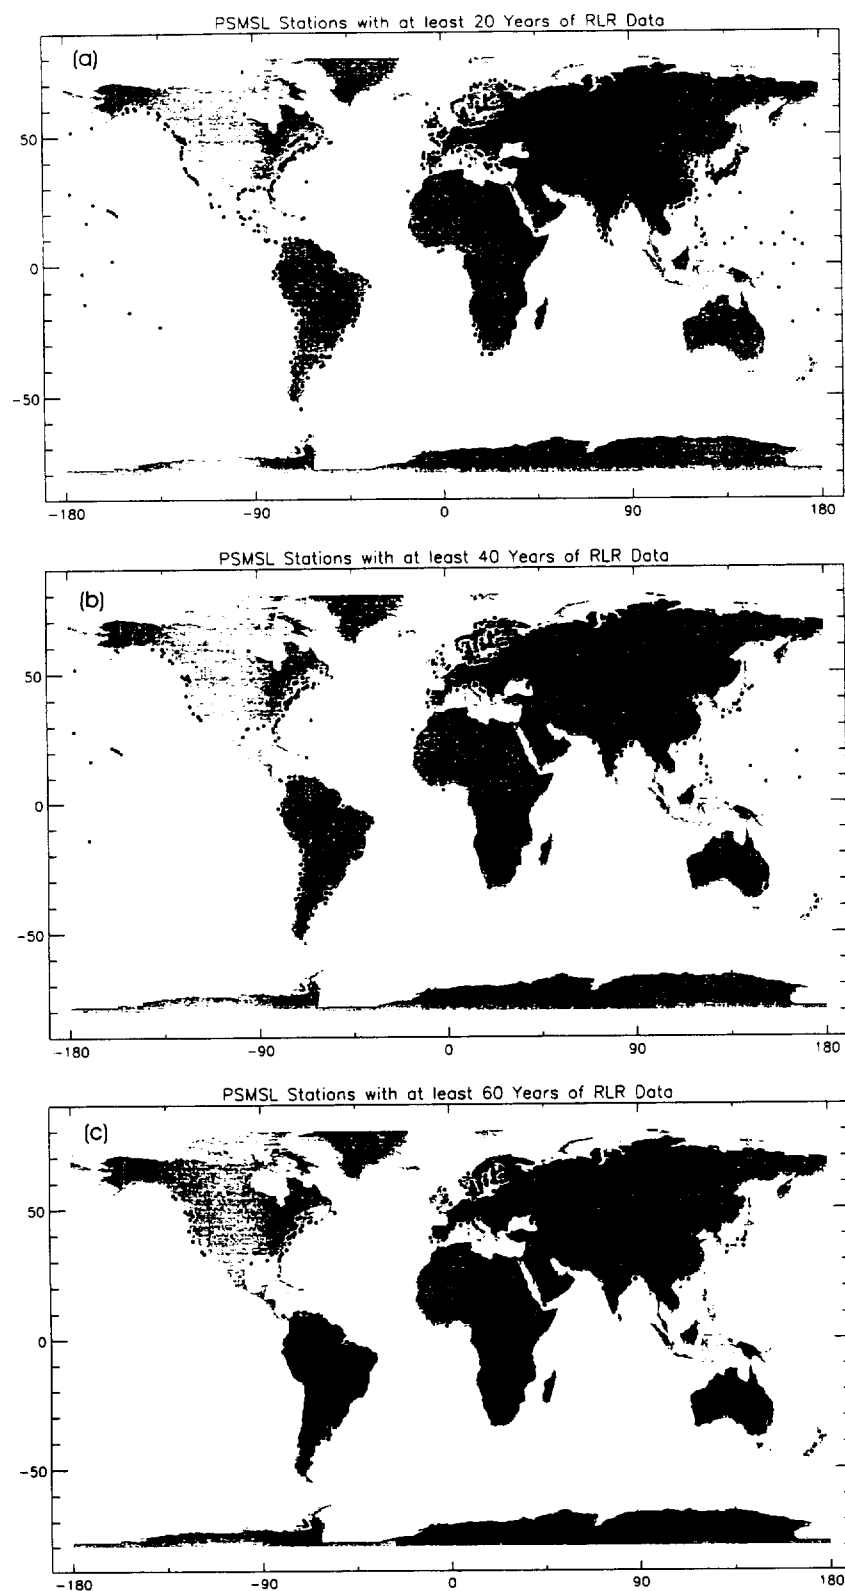 PSMSL Stations with at least 20 Years of RLR Data
(a)
50
0
-50
-180 -90 0 90 180
PSMSL Stations with at least 40 Years of RLR Data
(b)
50
0
-50
-180 -90 0 90 180
PSMSL Stations with at least 60 Years of RLR Data
(c)
50
0
-50
-180 -90 0 90 180